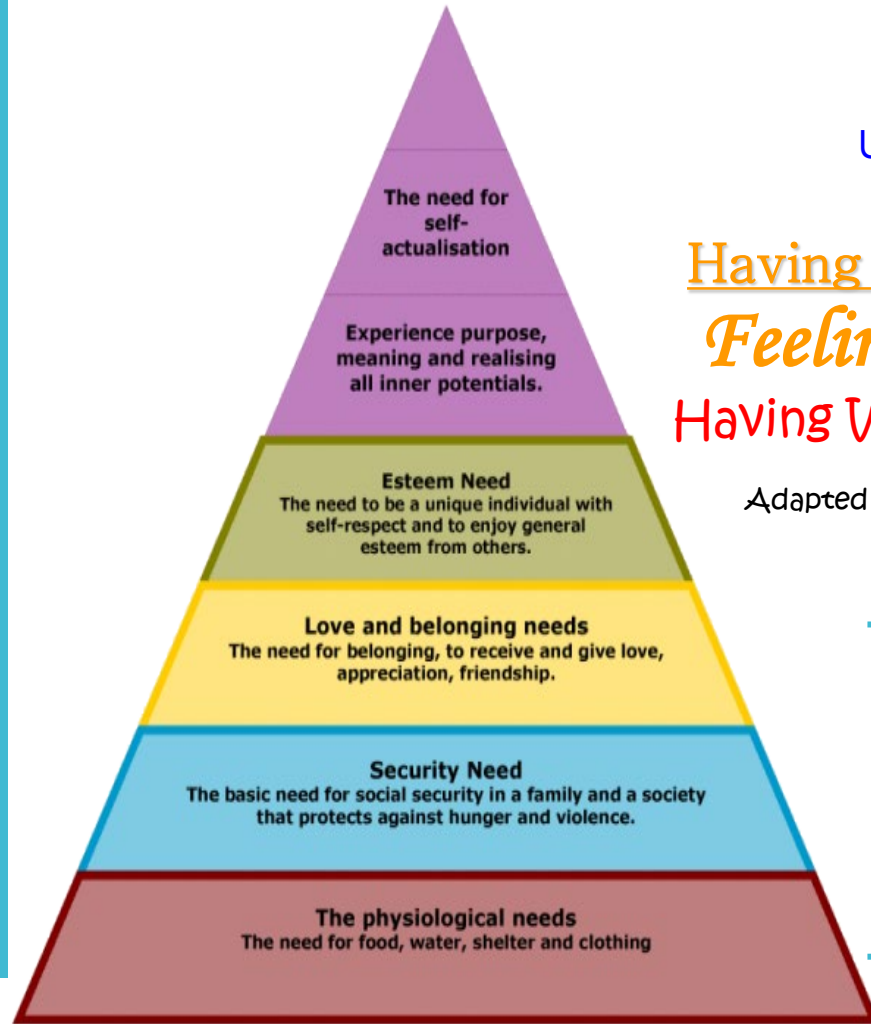 The need for
self-
actualisation
Experience purpose,
meaning and realising
all inner potentials.
Esteem Need
The need to be a unique individual with
self-respect and to enjoy general
esteem from others.
Love and belonging needs
The need for belonging, to receive and give love,
appreciation, friendship.
Security Need
The basic need for social security in a family and a society
that protects against hunger and violence.
The physiological needs
The need for food, water, shelter and clothing
Having
Having
Adapted